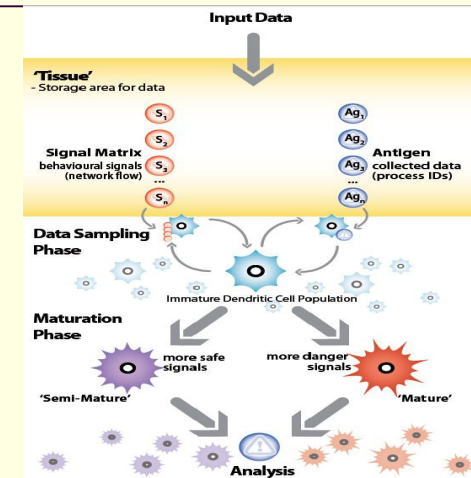 Input Data
'Tissue'
- Storage area for data
S1
Ag1
S2
Ag2
Signal Matrix
behavioural signals
(network flow)
S3
...
Sn
Ag3
...
Agn
Antigen
collected data
(process IDs)
Data Sampling
Phase
Immature Dendritic Cell Population
Maturation
Phase
more safe
signals
more danger
signals
'Semi-Mature'
'Mature'
Analysis